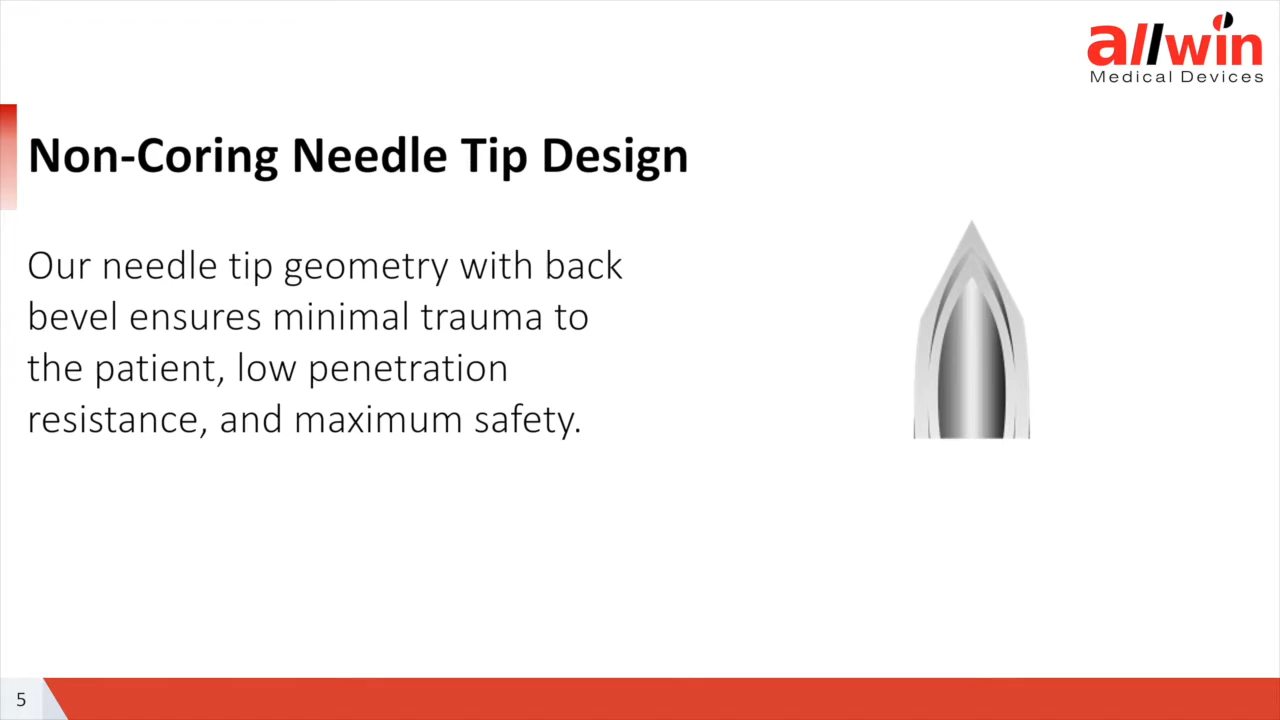 allwin
Medical Devices
Non-Coring Needle Tip Design
Our needle tip geometry with back
bevel ensures minimal trauma to
the patient, low penetration
resistance, and maximum safety.
5